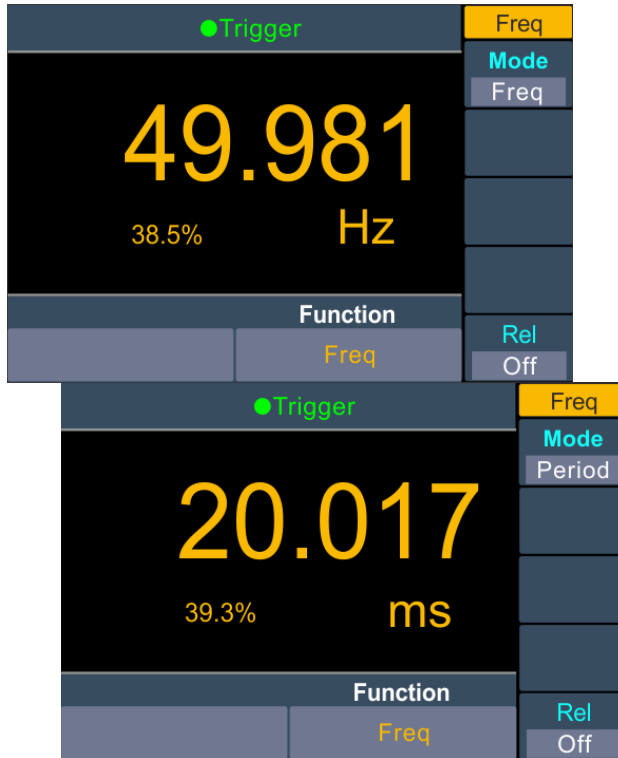 ●Trigger
Freq
Mode
Freq
49.981
38.5% Hz
Function
Freq
Rel
Off
●Trigger
Freq
Mode
Period
20.017
39.3% ms
Function
Freq
Rel
Off